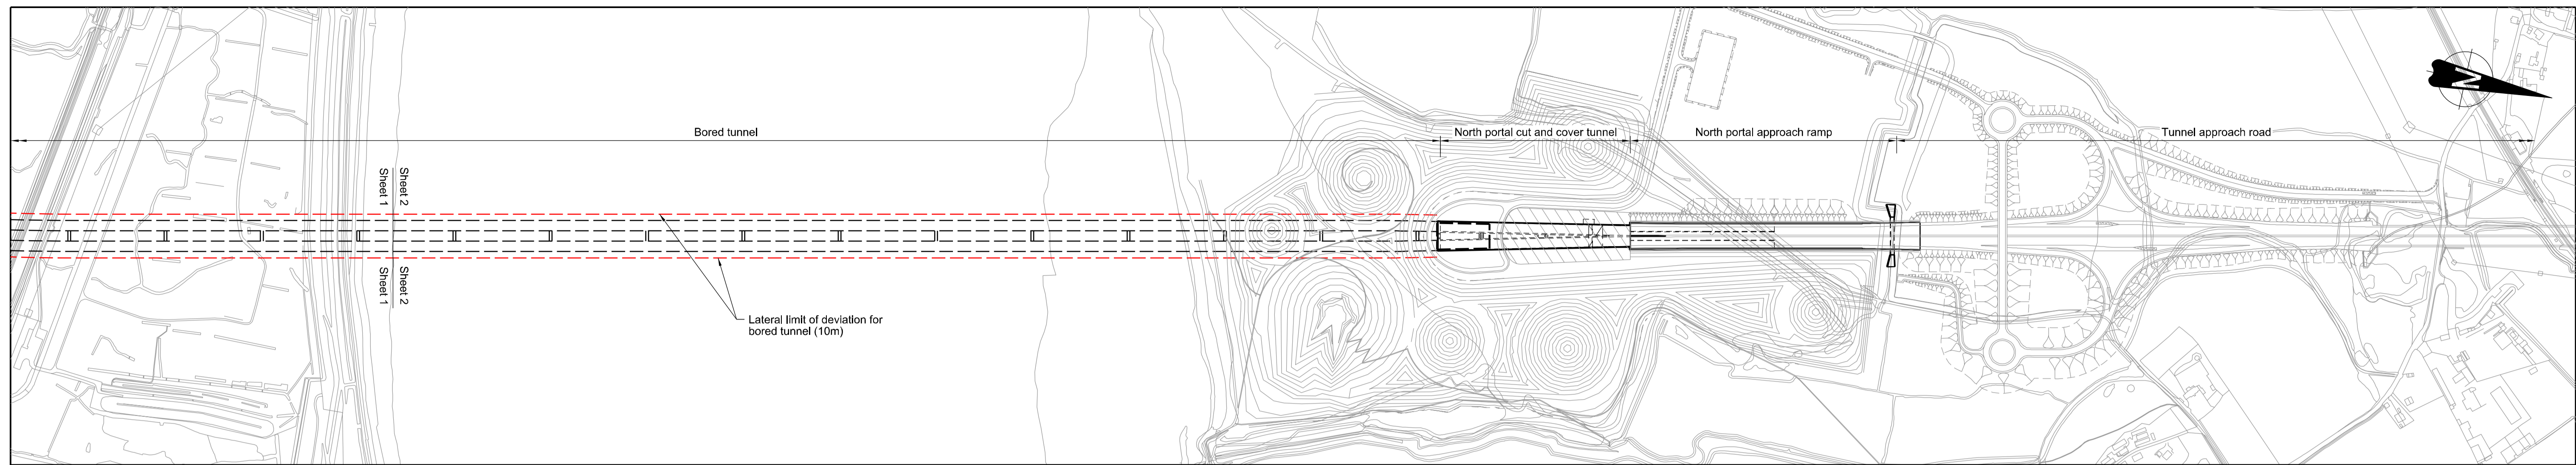 Bored tunnel
North portal cut and cover tunnel
North portal approach ramp
Tunnel approach road
N
Sheet 2
Sheet 1
Sheet 2
Sheet 1
Lateral limit of deviation for
bored tunnel (10m)